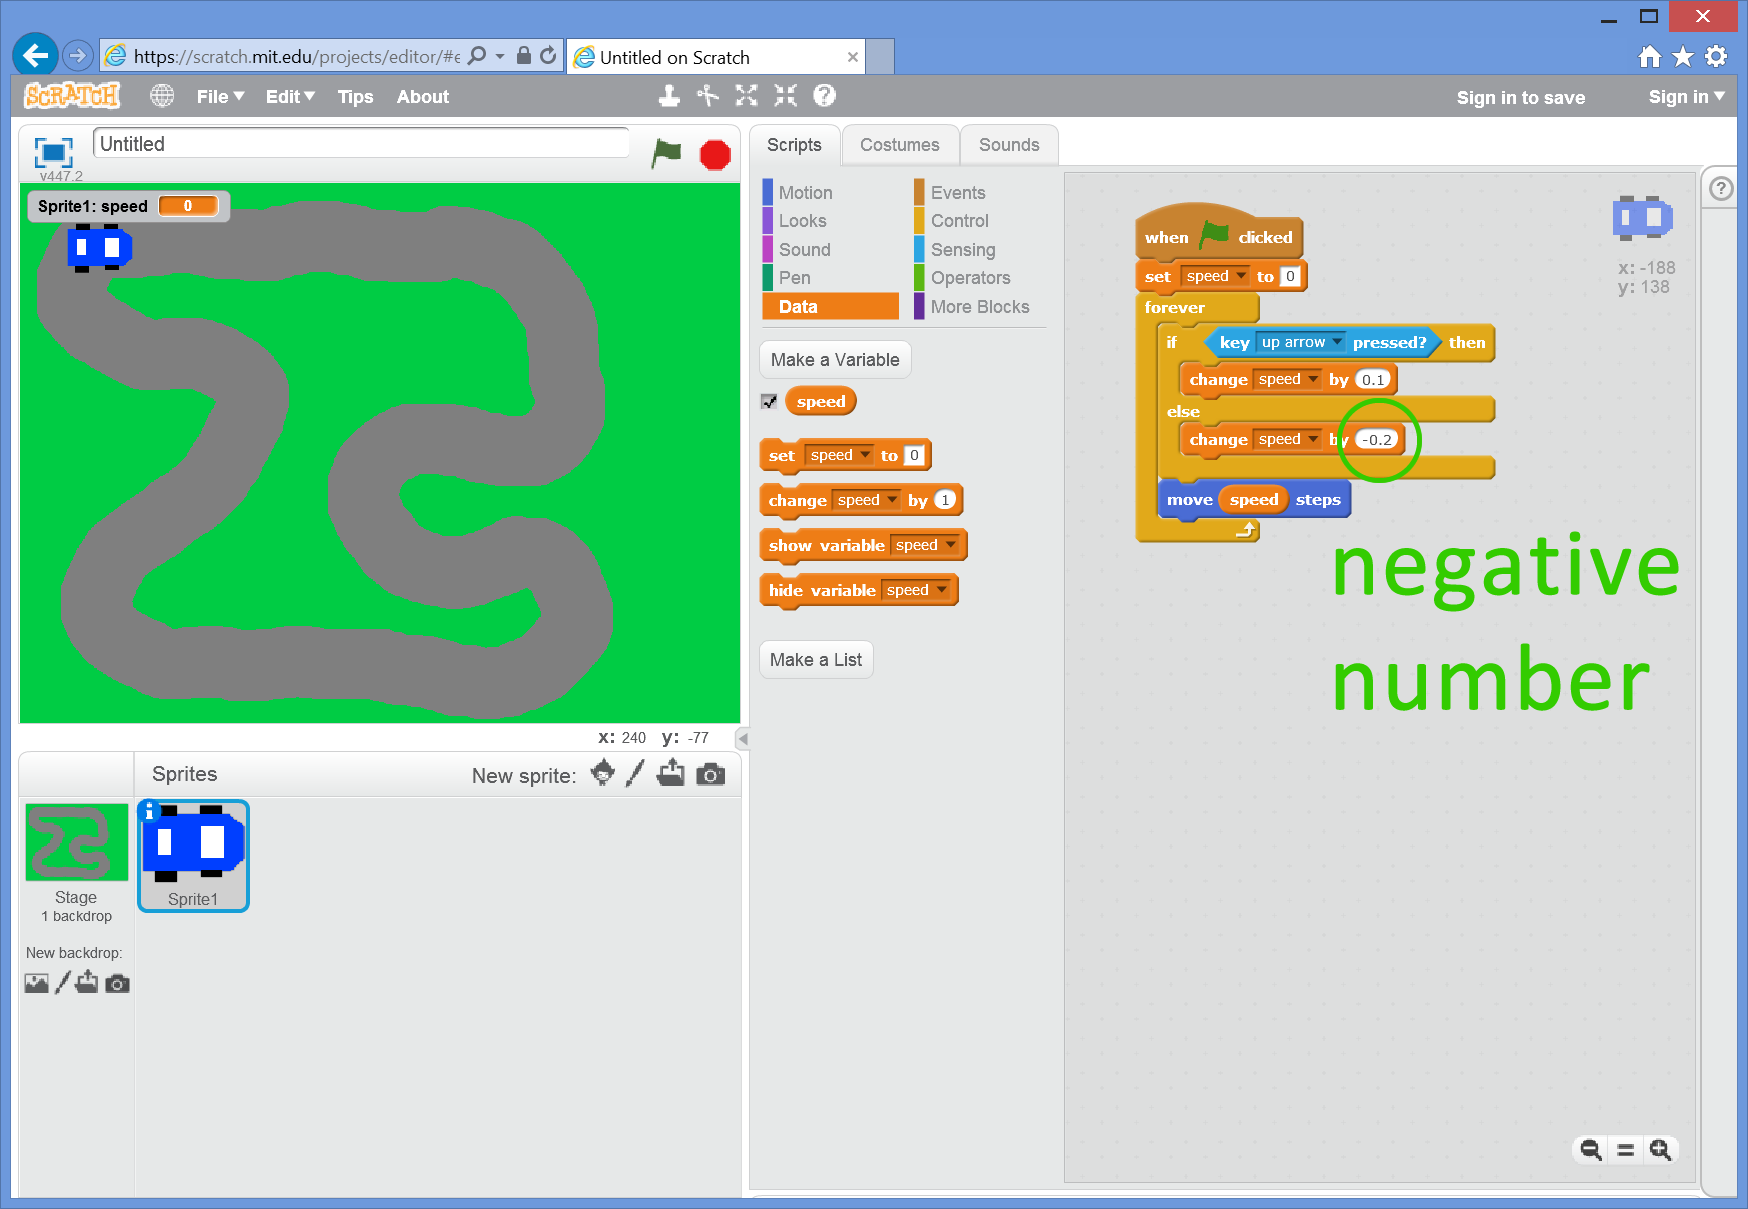 https://scratch.mit.edu/projects/editor/#e
Untitled on Scratch
SCRATCH
File
Edit
Tips
About
Sign in to save
Sign in
Untitled
v447.2
Sprite1: speed 0
x: 240 y: -77
Sprites
New sprite:
Sprite1
Stage
1 backdrop
New backdrop:
Scripts
Costumes
Sounds
Motion
Looks
Sound
Pen
Data
Events
Control
Sensing
Operators
More Blocks
Make a Variable
speed
set speed to 0
change speed by 1
show variable speed
hide variable speed
Make a List
when clicked
set speed to 0
forever
if key up arrow pressed? then
change speed by 0.1
else
change speed by -0.2
move speed steps
x: -188
y: 138
negative
number